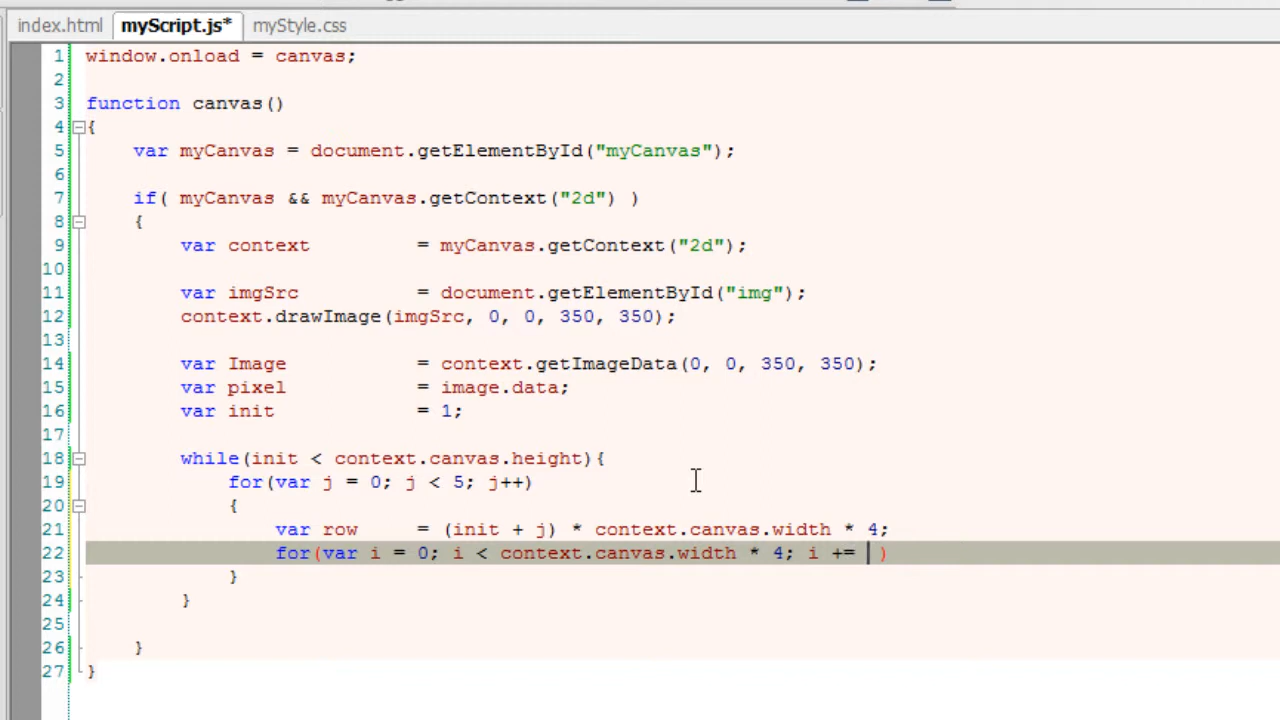 index.html myScript.js* myStyle.css
1 window.onload = canvas;
2
3 function canvas()
4 {
5 var myCanvas = document.getElementById("myCanvas");
6
7 if( myCanvas && myCanvas.getContext("2d") )
8 {
9 var context = myCanvas.getContext("2d");
10
11 var imgSrc = document.getElementById("img");
12 context.drawImage(imgSrc, 0, 0, 350, 350);
13
14 var Image = context.getImageData(0, 0, 350, 350);
15 var pixel = image.data;
16 var init = 1;
17
18 while(init < context.canvas.height){
19 for(var j = 0; j < 5; j++)
20 {
21 var row = (init + j) * context.canvas.width * 4;
22 for(var i = 0; i < context.canvas.width * 4; i += )
23 }
24 }
25
26 }
27 }